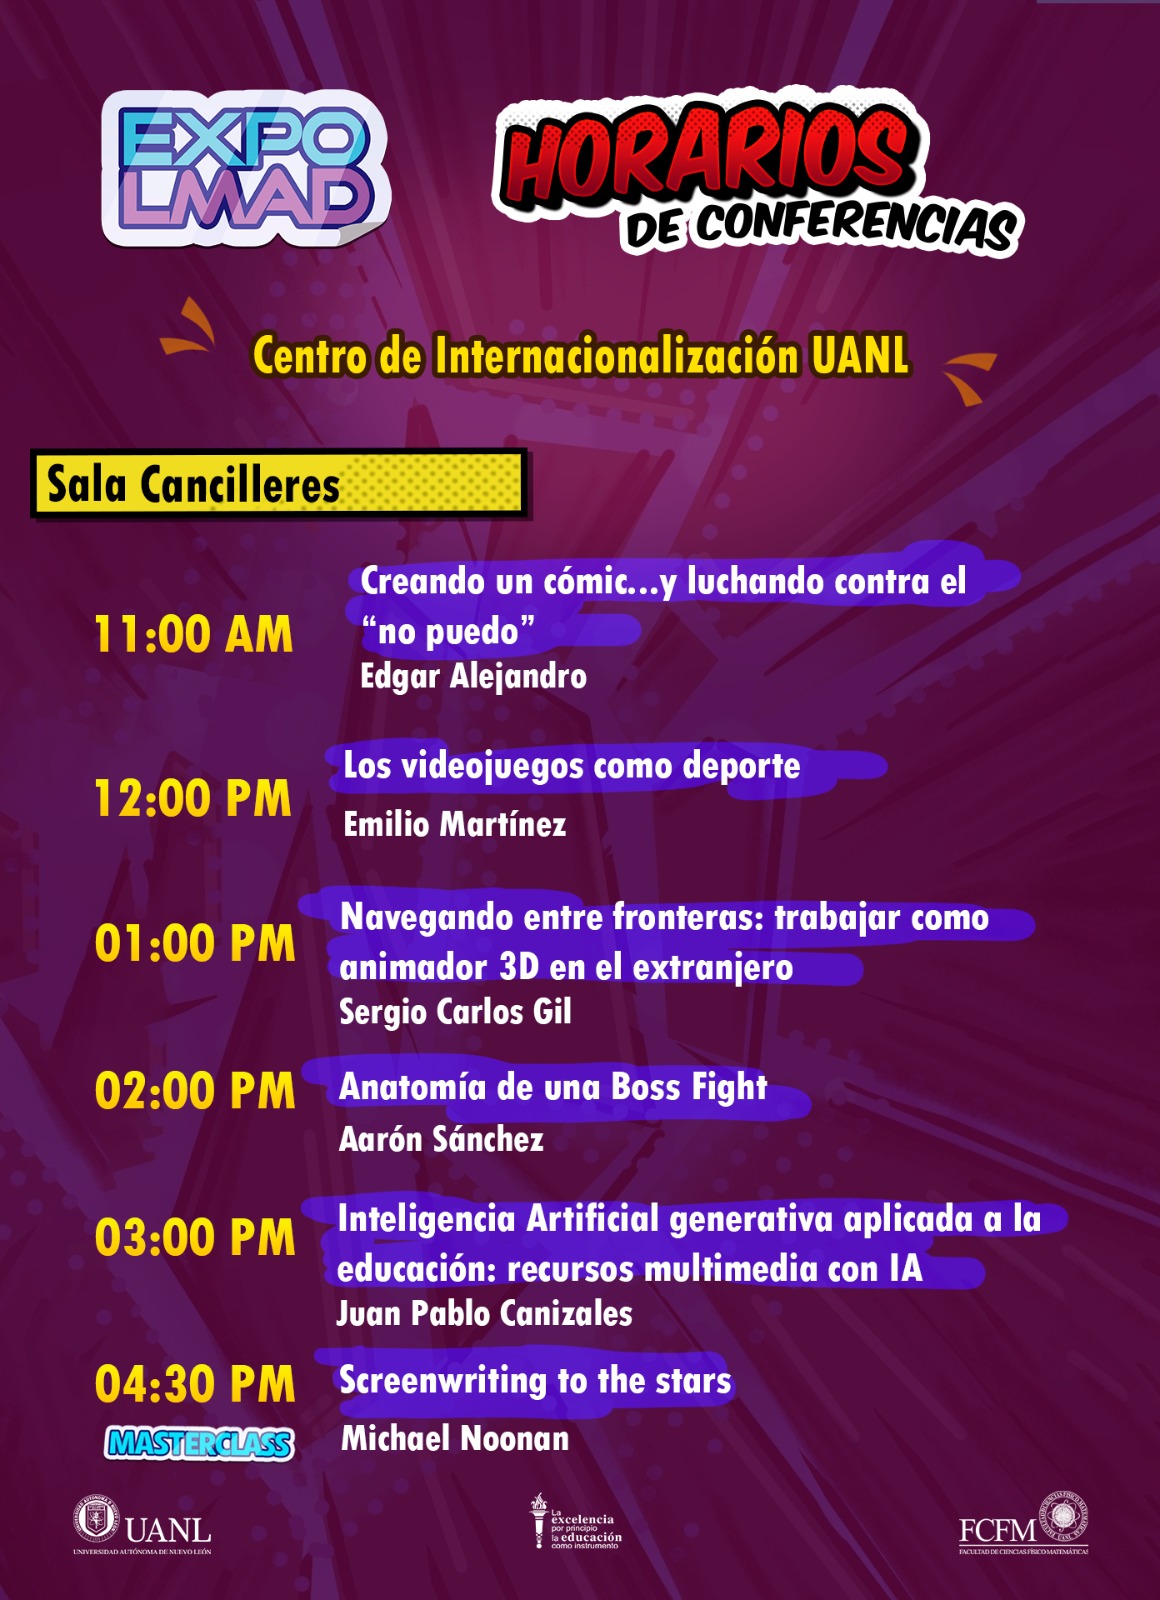 EXPO
LMAD
HORARIOS
DE CONFERENCIAS
Centro de Internacionalización UANL
Sala Cancilleres
11:00 AM
Creando un cómic...y luchando contra el
“no puedo”
Edgar Alejandro
12:00 PM
Los videojuegos como deporte
Emilio Martínez
01:00 PM
Navegando entre fronteras: trabajar como
animador 3D en el extranjero
Sergio Carlos Gil
02:00 PM
Anatomía de una Boss Fight
Aarón Sánchez
03:00 PM
Inteligencia Artificial generativa aplicada a la
educación: recursos multimedia con IA
Juan Pablo Canizales
04:30 PM
MASTERCLASS
Screenwriting to the stars
Michael Noonan
UANL
UNIVERSIDAD AUTÓNOMA DE NUEVO LEÓN
La
excelencia
por principio
la educación
como instrumento
FCFM
FACULTAD DE CIENCIAS FÍSICO MATEMÁTICAS